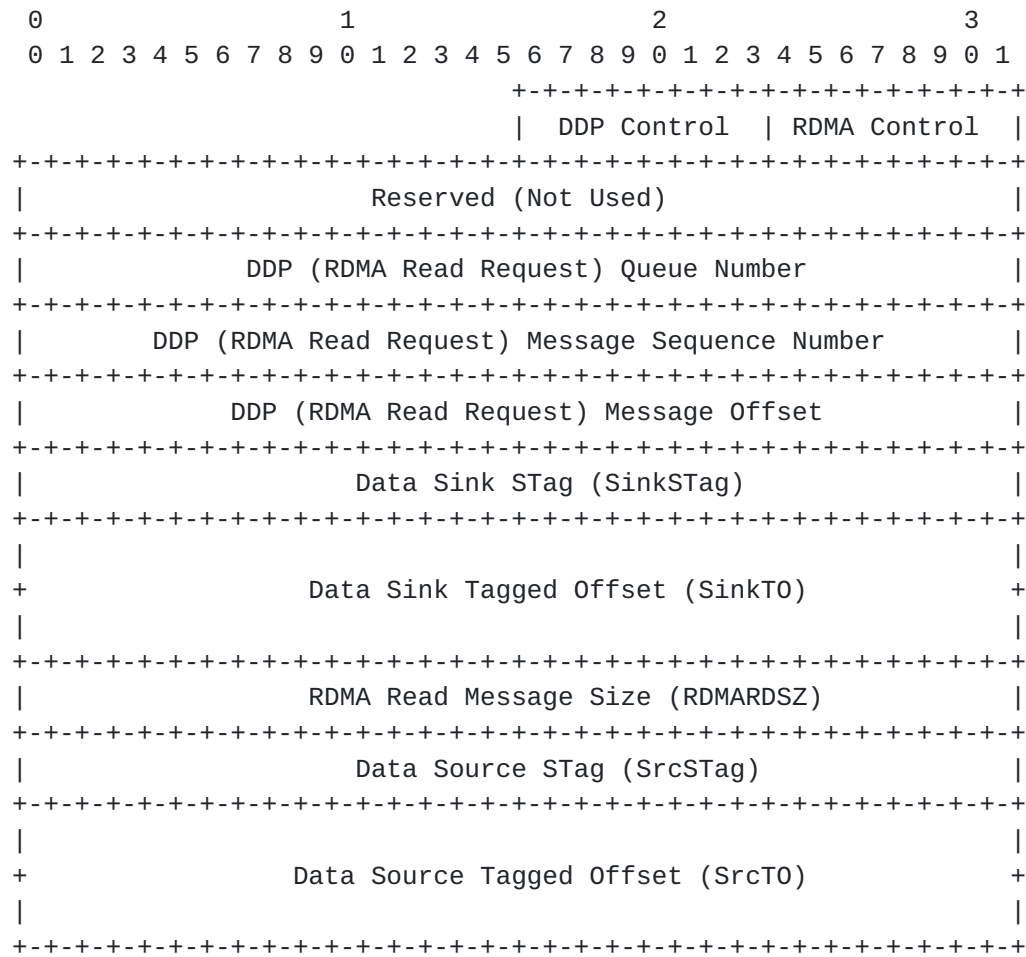 0                   1                   2                   3
0 1 2 3 4 5 6 7 8 9 0 1 2 3 4 5 6 7 8 9 0 1 2 3 4 5 6 7 8 9 0 1
+-+-+-+-+-+-+-+-+-+-+-+-+-+-+-+-+
|  DDP Control  | RDMA Control  |
+-+-+-+-+-+-+-+-+-+-+-+-+-+-+-+-+-+-+-+-+-+-+-+-+-+-+-+-+-+-+-+-+
|                      Reserved (Not Used)                      |
+-+-+-+-+-+-+-+-+-+-+-+-+-+-+-+-+-+-+-+-+-+-+-+-+-+-+-+-+-+-+-+-+
|              DDP (RDMA Read Request) Queue Number             |
+-+-+-+-+-+-+-+-+-+-+-+-+-+-+-+-+-+-+-+-+-+-+-+-+-+-+-+-+-+-+-+-+
|        DDP (RDMA Read Request) Message Sequence Number        |
+-+-+-+-+-+-+-+-+-+-+-+-+-+-+-+-+-+-+-+-+-+-+-+-+-+-+-+-+-+-+-+-+
|             DDP (RDMA Read Request) Message Offset            |
+-+-+-+-+-+-+-+-+-+-+-+-+-+-+-+-+-+-+-+-+-+-+-+-+-+-+-+-+-+-+-+-+
|                     Data Sink STag (SinkSTag)                 |
+-+-+-+-+-+-+-+-+-+-+-+-+-+-+-+-+-+-+-+-+-+-+-+-+-+-+-+-+-+-+-+-+
|                                                               |
+                  Data Sink Tagged Offset (SinkTO)             +
|                                                               |
+-+-+-+-+-+-+-+-+-+-+-+-+-+-+-+-+-+-+-+-+-+-+-+-+-+-+-+-+-+-+-+-+
|                  RDMA Read Message Size (RDMARDSZ)            |
+-+-+-+-+-+-+-+-+-+-+-+-+-+-+-+-+-+-+-+-+-+-+-+-+-+-+-+-+-+-+-+-+
|                     Data Source STag (SrcSTag)                |
+-+-+-+-+-+-+-+-+-+-+-+-+-+-+-+-+-+-+-+-+-+-+-+-+-+-+-+-+-+-+-+-+
|                                                               |
+                 Data Source Tagged Offset (SrcTO)             +
|                                                               |
+-+-+-+-+-+-+-+-+-+-+-+-+-+-+-+-+-+-+-+-+-+-+-+-+-+-+-+-+-+-+-+-+